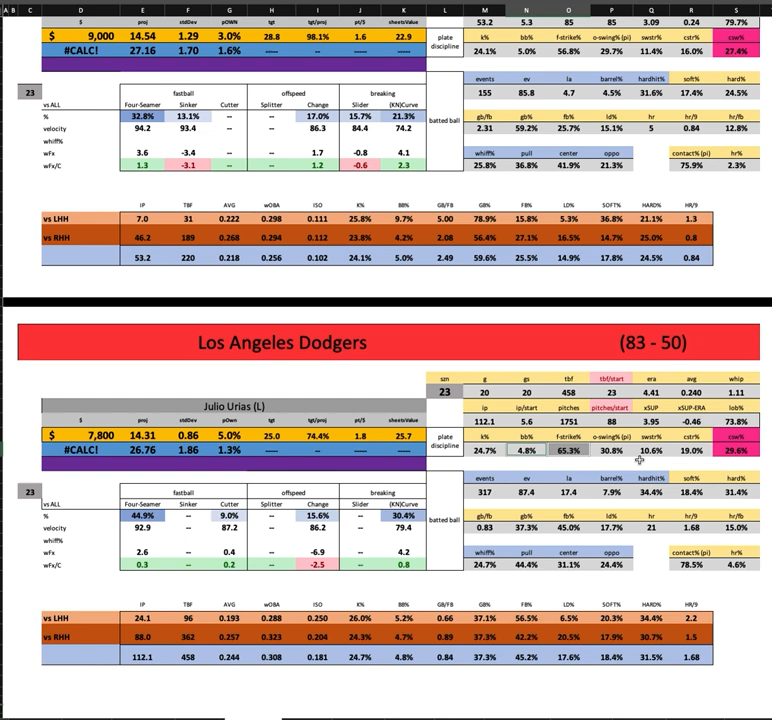 A B C D E F G H I J K L M N O P Q R S
53.2 5.3 85 85 3.09 0.24 79.7%
$ proj stdDev pOWN tgt tgt/proj pt/$ sheetsValue
$ 9,000 14.54 1.29 3.0% 28.8 98.1% 1.6 22.9 plate discipline k% bb% f-strike% o-swing% (pi) swstr% cstr% csw%
#CALC! 27.16 1.70 1.6% ----- ----- -- ----- 24.1% 5.0% 56.8% 29.7% 11.4% 16.0% 27.4%
events ev la barrel% hardhit% soft% hard%
23 fastball offspeed breaking 155 85.8 4.7 4.5% 31.6% 17.4% 24.5%
vs ALL Four-Seamer Sinker Cutter Splitter Change Slider (KN)Curve
% 32.8% 13.1% -- -- 17.0% 15.7% 21.3% batted ball gb/fb gb% fb% ld% hr hr/9 hr/fb
velocity 94.2 93.4 -- -- 86.3 84.4 74.2 2.31 59.2% 25.7% 15.1% 5 0.84 12.8%
whiff%
wFx 3.6 -3.4 1.7 -0.8 4.1 whiff% pull center oppo contact% (pi) hr%
wFx/C 1.3 -3.1 -- -- 1.2 -0.6 2.3 25.8% 36.8% 41.9% 21.3% 75.9% 2.3%
IP TBF AVG wOBA ISO K% BB% GB/FB GB% FB% LD% SOFT% HARD% HR/9
vs LHH 7.0 31 0.222 0.298 0.111 25.8% 9.7% 5.00 78.9% 15.8% 5.3% 36.8% 21.1% 1.3
vs RHH 46.2 189 0.268 0.294 0.112 23.8% 4.2% 2.08 56.4% 27.1% 16.5% 14.7% 25.0% 0.8
53.2 220 0.218 0.256 0.102 24.1% 5.0% 2.49 59.6% 25.5% 14.9% 17.8% 24.5% 0.84
Los Angeles Dodgers (83 - 50)
szn g gs tbf tbf/start era avg whip
23 20 20 458 23 4.41 0.240 1.11
Julio Urias (L) ip ip/start pitches pitches/start xSUP xSUP-ERA lob%
$ proj stdDev pOwn tgt tgt/proj pt/$ sheetsValue 112.1 5.6 1751 88 3.95 -0.46 73.8%
$ 7,800 14.31 0.86 5.0% 25.0 74.4% 1.8 25.7 plate discipline k% bb% f-strike% o-swing% (pi) swstr% cstr% csw%
#CALC! 26.76 1.86 1.3% ----- ----- -- ----- 24.7% 4.8% 65.3% 30.8% 10.6% 19.0% 29.6%
events ev la barrel% hardhit% soft% hard%
23 fastball offspeed breaking 317 87.4 17.4 7.9% 34.4% 18.4% 31.4%
vs ALL Four-Seamer Sinker Cutter Splitter Change Slider (KN)Curve
% 44.9% -- 9.0% -- 15.6% -- 30.4% batted ball gb/fb gb% fb% ld% hr hr/9 hr/fb
velocity 92.9 -- 87.2 -- 86.2 -- 79.4 0.83 37.3% 45.0% 17.7% 21 1.68 15.0%
whiff%
wFx 2.6 0.4 -6.9 4.2 whiff% pull center oppo contact% (pi) hr%
wFx/C 0.3 -- 0.2 -- -2.5 -- 0.8 24.7% 44.4% 31.1% 24.4% 78.5% 4.6%
IP TBF AVG wOBA ISO K% BB% GB/FB GB% FB% LD% SOFT% HARD% HR/9
vs LHH 24.1 96 0.193 0.288 0.250 26.0% 5.2% 0.66 37.1% 56.5% 6.5% 20.3% 34.4% 2.2
vs RHH 88.0 362 0.257 0.323 0.204 24.3% 4.7% 0.89 37.3% 42.2% 20.5% 17.9% 30.7% 1.5
112.1 458 0.244 0.308 0.181 24.7% 4.8% 0.84 37.3% 45.2% 17.6% 18.4% 31.5% 1.68